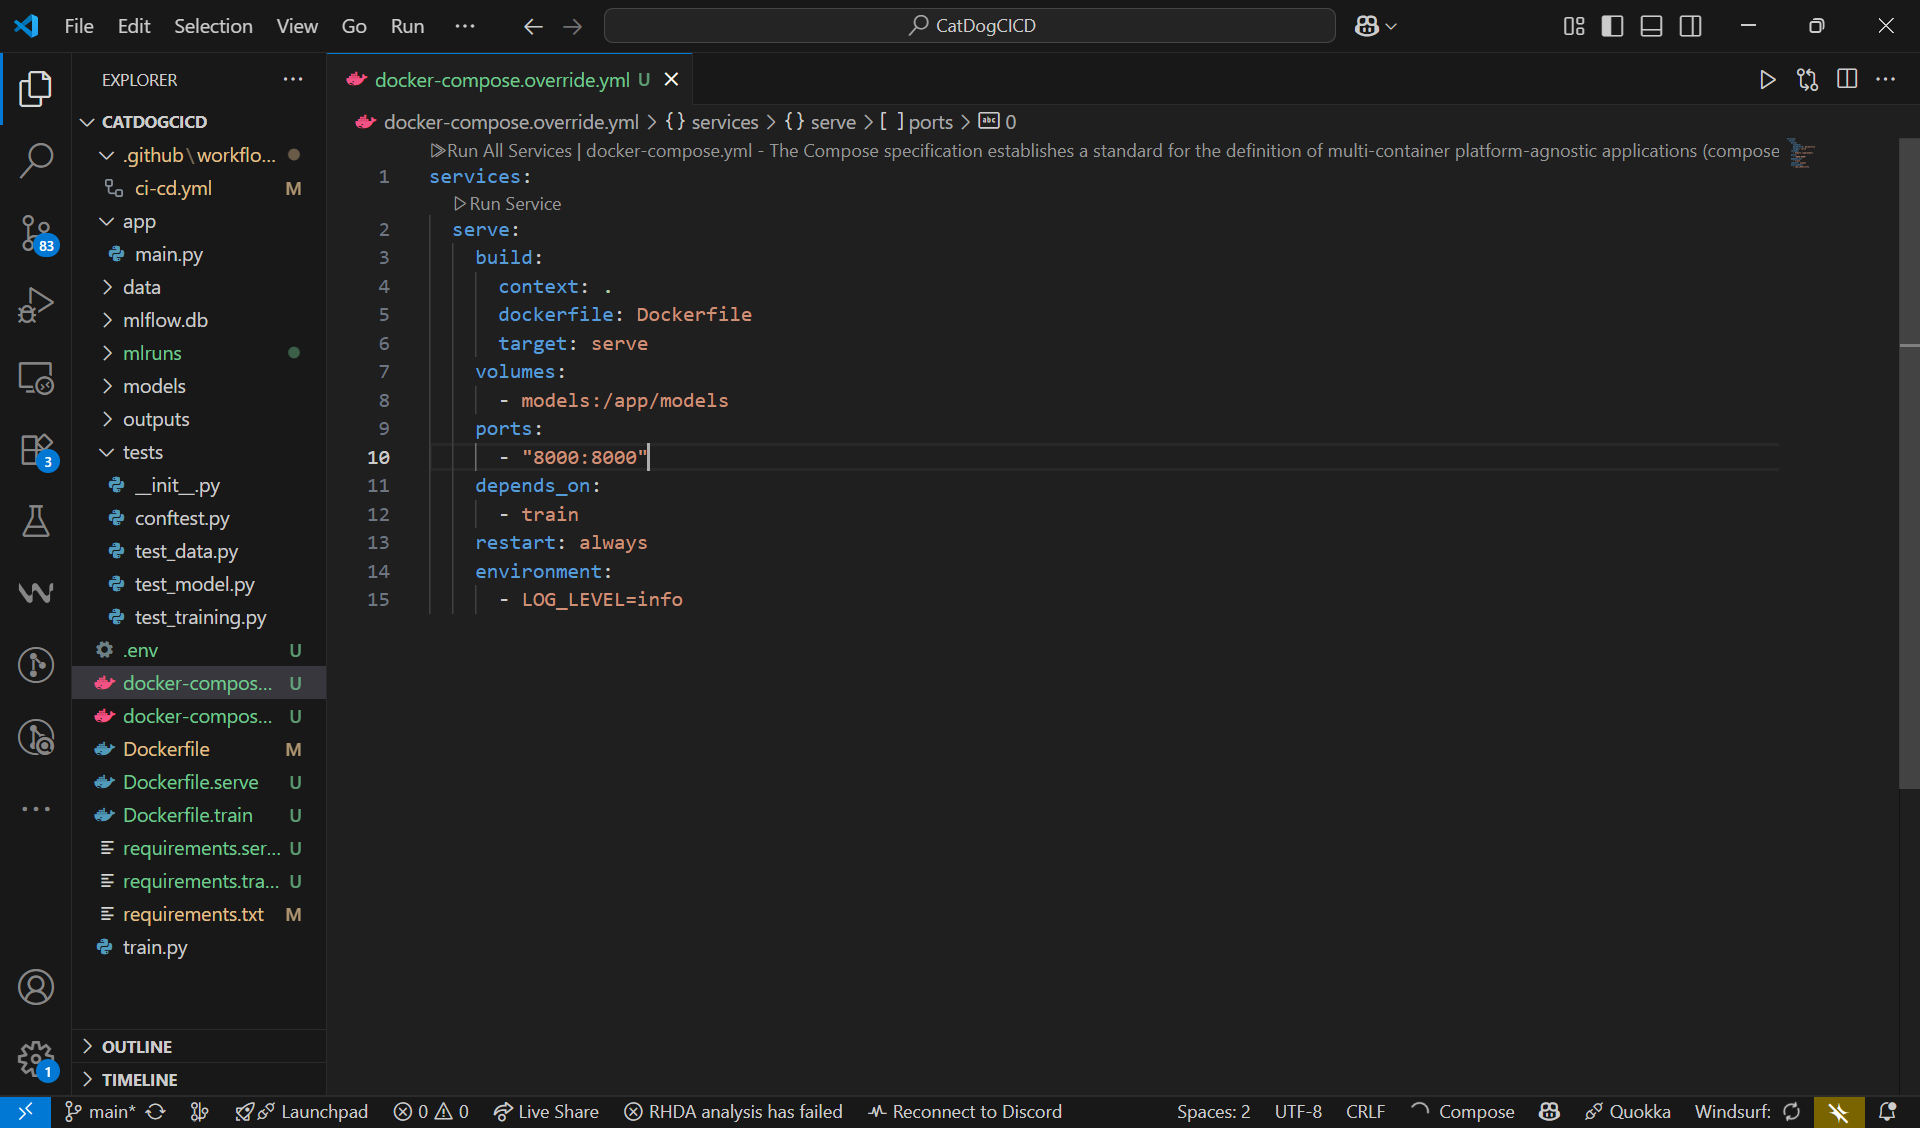 File Edit Selection View Go Run ··· CatDogCICD
EXPLORER
CATDOGCICD
.github\workflo...
ci-cd.yml M
app
main.py
data
mlflow.db
mlruns
models
outputs
tests
__init__.py
conftest.py
test_data.py
test_model.py
test_training.py
.env U
docker-compos... U
docker-compos... U
Dockerfile M
Dockerfile.serve U
Dockerfile.train U
requirements.ser... U
requirements.tra... U
requirements.txt M
train.py
OUTLINE
TIMELINE
83
3
1
docker-compose.override.yml U
docker-compose.override.yml > {} services > {} serve > [ ] ports > abc 0
Run All Services | docker-compose.yml - The Compose specification establishes a standard for the definition of multi-container platform-agnostic applications (compose
1 services:
Run Service
2 serve:
3 build:
4 context: .
5 dockerfile: Dockerfile
6 target: serve
7 volumes:
8 - models:/app/models
9 ports:
10 - "8000:8000"
11 depends_on:
12 - train
13 restart: always
14 environment:
15 - LOG_LEVEL=info
main* Launchpad 0 0 Live Share RHDA analysis has failed Reconnect to Discord Spaces: 2 UTF-8 CRLF Compose Quokka Windsurf: